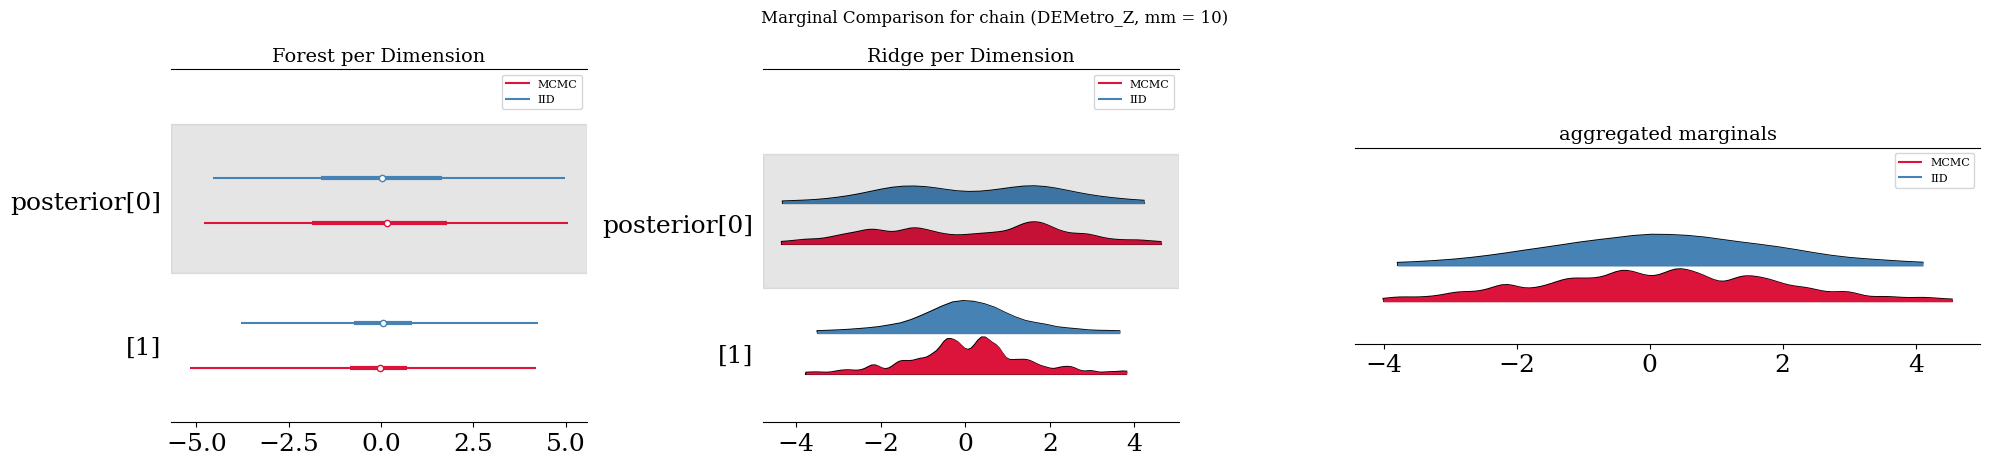 Marginal Comparison for chain (DEMetro_Z, mm = 10)
Forest per Dimension
MCMC
IID
posterior[0]
[1]
−5.0 −2.5 0.0 2.5 5.0
Ridge per Dimension
MCMC
IID
posterior[0]
[1]
−4 −2 0 2 4
aggregated marginals
MCMC
IID
−4 −2 0 2 4